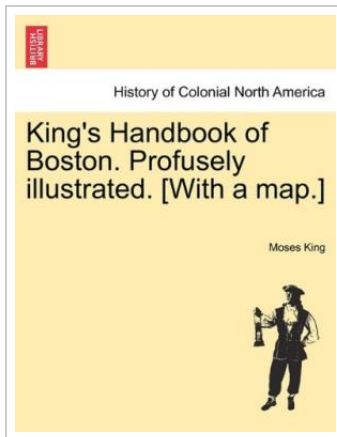 BRITISH
LIBRARY
History of Colonial North America
King's Handbook of
Boston. Profusely
illustrated. [With a map.]
Moses King